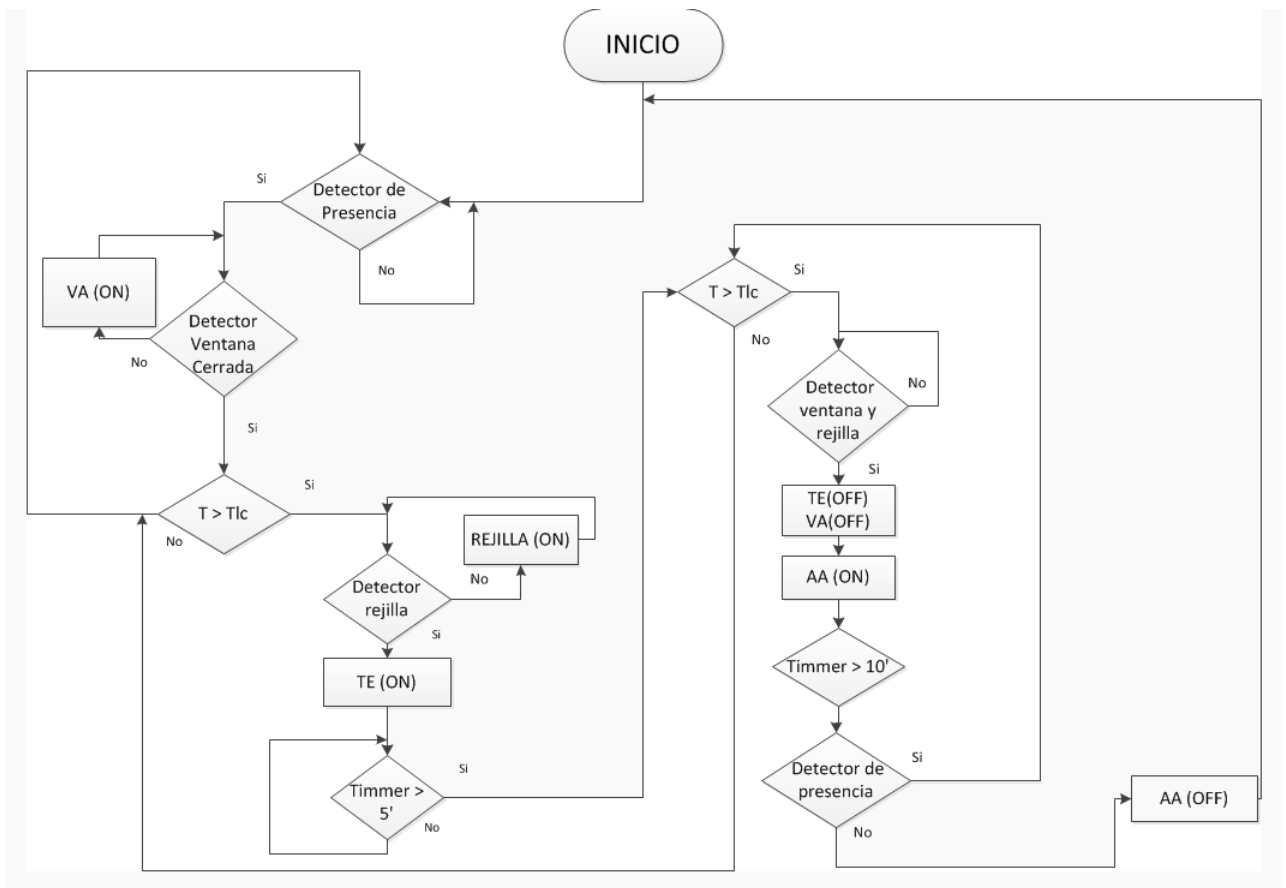 INICIO
Si
Detector de
Presencia
No
VA (ON)
Detector
Ventana
Cerrada
No
Si
T > Tlc
Si
No
REJILLA (ON)
Detector
rejilla
No
Si
TE (ON)
Timmer >
5'
Si
No
T > Tlc
Si
No
Detector
ventana y
rejilla
No
Si
TE(OFF)
VA(OFF)
AA (ON)
Timmer > 10'
Detector de
presencia
Si
No
AA (OFF)